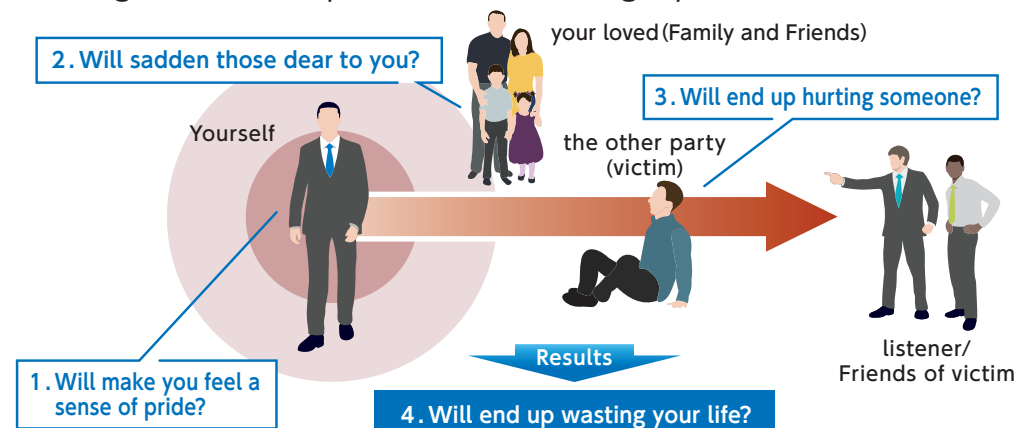 your loved (Family and Friends)
2. Will sadden those dear to you?
3. Will end up hurting someone?
Yourself
the other party
(victim)
Results
listener/
Friends of victim
1. Will make you feel a
sense of pride?
4. Will end up wasting your life?